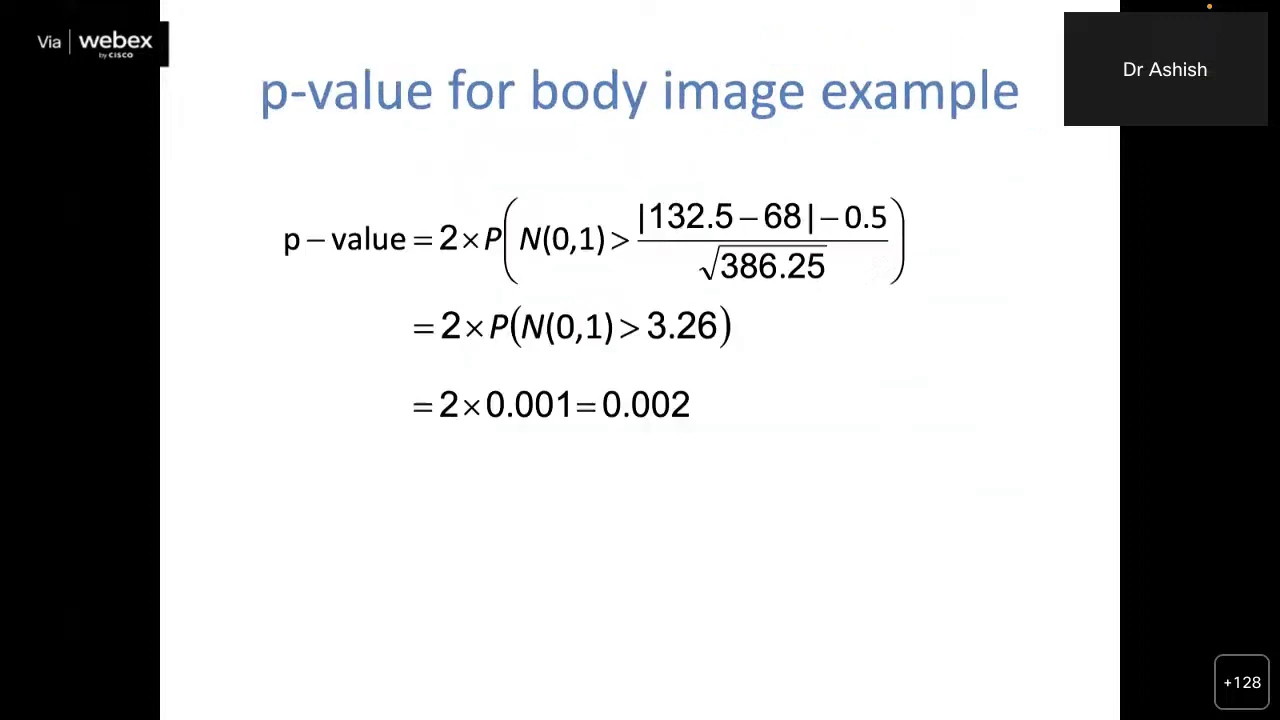 Via webex
by CISCO
Dr Ashish
p-value for body image example
p – value = 2 × P( N(0,1) > |132.5 – 68| – 0.5 / √386.25 )
= 2 × P(N(0,1) > 3.26)
= 2×0.001=0.002
+128